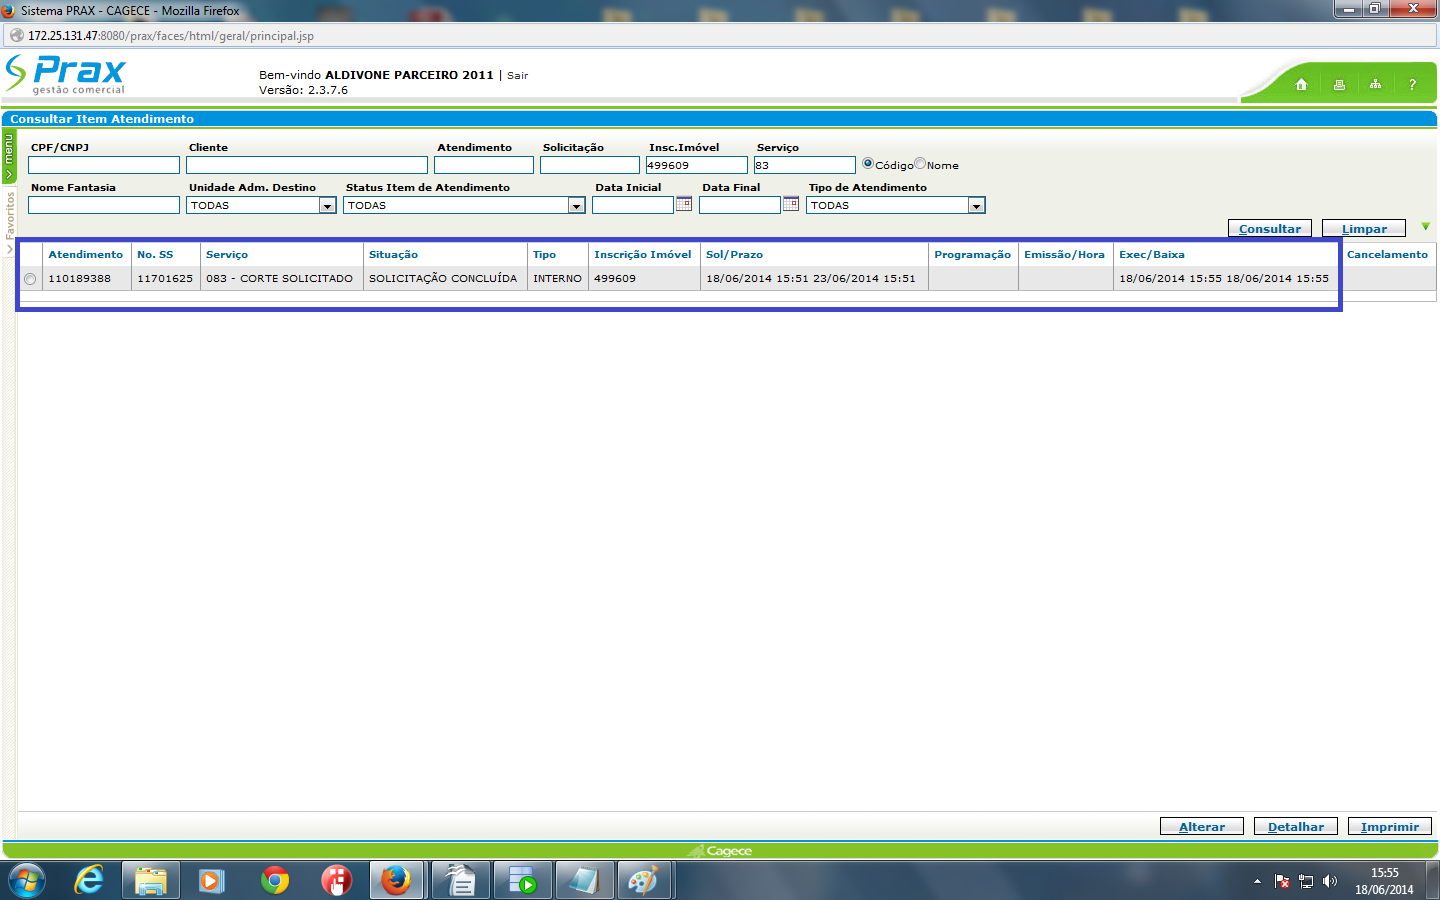 Sistema PRAX - CAGECE - Mozilla Firefox
172.25.131.47:8080/prax/faces/html/geral/principal.jsp
Prax
gestão comercial
Bem-vindo ALDIVONE PARCEIRO 2011 | Sair
Versão: 2.3.7.6
?
Consultar Item Atendimento
menu
Favoritos
CPF/CNPJ Cliente Atendimento Solicitação Insc.Imóvel Serviço
499609 83 Código Nome
Nome Fantasia Unidade Adm. Destino Status Item de Atendimento Data Inicial Data Final Tipo de Atendimento
TODAS TODAS TODAS
Consultar Limpar
Atendimento No. SS Serviço Situação Tipo Inscrição Imóvel Sol/Prazo Programação Emissão/Hora Exec/Baixa Cancelamento
110189388 11701625 083 - CORTE SOLICITADO SOLICITAÇÃO CONCLUÍDA INTERNO 499609 18/06/2014 15:51 23/06/2014 15:51 18/06/2014 15:55 18/06/2014 15:55
Alterar Detalhar Imprimir
Cagece
15:55
18/06/2014